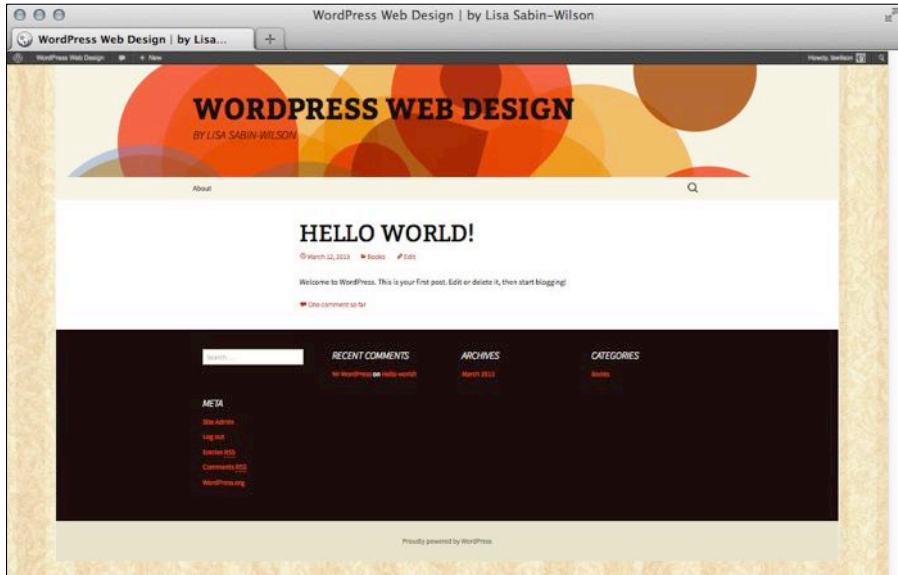 WordPress Web Design | by Lisa Sabin-Wilson
WordPress Web Design | by Lisa...
WordPress Web Design + New
Howdy,
WORDPRESS WEB DESIGN
BY LISA SABIN-WILSON
About
HELLO WORLD!
March 12, 2013 Books Edit
Welcome to WordPress. This is your first post. Edit or delete it, then start blogging!
One comment so far
Search ...
RECENT COMMENTS
Mr WordPress on Hello world!
ARCHIVES
March 2013
CATEGORIES
Books
META
Site Admin
Log out
Entries RSS
Comments RSS
WordPress.org
Proudly powered by WordPress